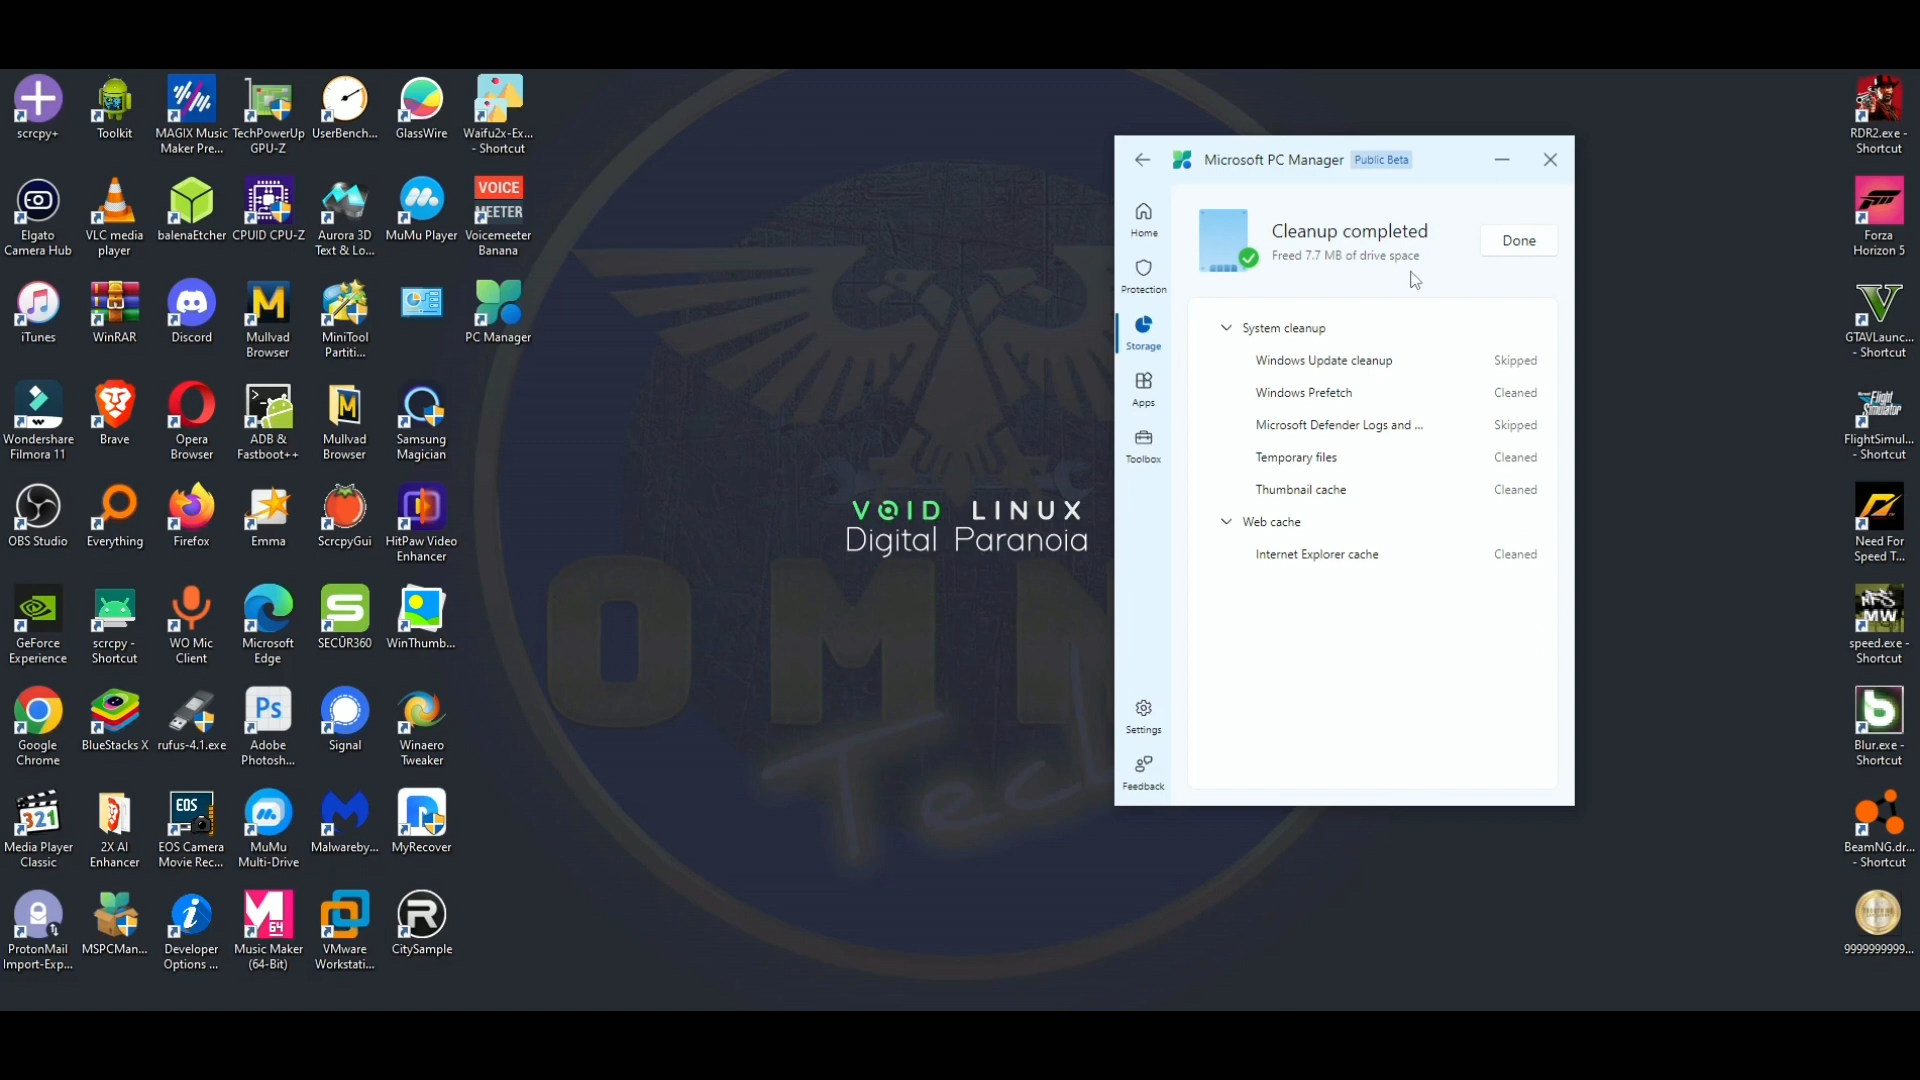 scrcpy+
Toolkit
MAGIX Music
Maker Pre...
TechPowerUp
GPU-Z
UserBench...
GlassWire
Waifu2x-Ex...
- Shortcut
Elgato
Camera Hub
VLC media
player
balenaEtcher
CPUID CPU-Z
Aurora 3D
Text & Lo...
MuMu Player
VOICE
MEETER
Voicemeeter
Banana
iTunes
WinRAR
Discord
M
Mullvad
Browser
MiniTool
Partiti...
PC Manager
Wondershare
Filmora 11
Brave
Opera
Browser
ADB &
Fastboot++
M
Mullvad
Browser
Samsung
Magician
OBS Studio
Everything
Firefox
Emma
ScrcpyGui
HitPaw Video
Enhancer
GeForce
Experience
scrcpy -
Shortcut
WO Mic
Client
Microsoft
Edge
S
SECÜR360
WinThumb...
Google
Chrome
BlueStacks X
rufus-4.1.exe
Ps
Adobe
Photosh...
Signal
Winaero
Tweaker
321
Media Player
Classic
2X AI
Enhancer
EOS
EOS Camera
Movie Rec...
MuMu
Multi-Drive
Malwareby...
MyRecover
ProtonMail
Import-Exp...
MSPCMan...
Developer
Options ...
64
Music Maker
(64-Bit)
VMware
Workstati...
R
CitySample
VOID LINUX
Digital Paranoia
OMN
Tech
Microsoft PC Manager
Public Beta
Home
Protection
Storage
Apps
Toolbox
Settings
Feedback
Cleanup completed
Freed 7.7 MB of drive space
Done
System cleanup
Windows Update cleanup Skipped
Windows Prefetch Cleaned
Microsoft Defender Logs and ... Skipped
Temporary files Cleaned
Thumbnail cache Cleaned
Web cache
Internet Explorer cache Cleaned
RDR2.exe -
Shortcut
Forza
Horizon 5
V
GTAVLaunc...
- Shortcut
Flight
Simulator
FlightSimul...
- Shortcut
Need For
Speed T...
NFS
MW
speed.exe -
Shortcut
b
Blur.exe -
Shortcut
BeamNG.dr...
- Shortcut
9999999999...